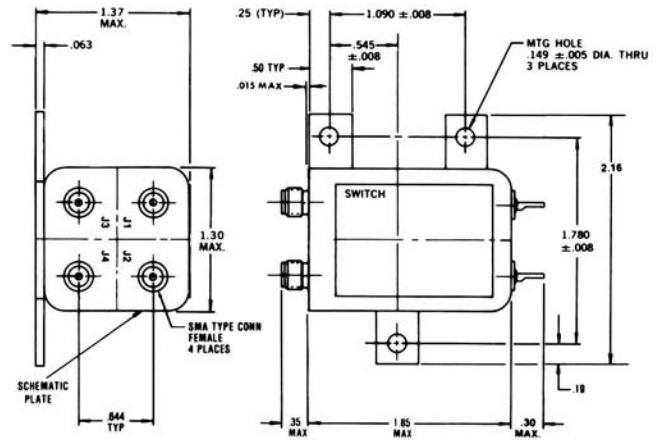 1.37
MAX.
.063
.25 (TYP)
1.090 ±.008
.545
±.008
.50 TYP
.015 MAX
MTG HOLE
.149 ±.005 DIA. THRU
3 PLACES
SWITCH
2.16
1.780
±.008
1.30
MAX.
J3
J1
J4
J2
SMA TYPE CONN
FEMALE
4 PLACES
SCHEMATIC
PLATE
.644
TYP
.35
MAX
1.85
MAX
.30
MAX.
.19